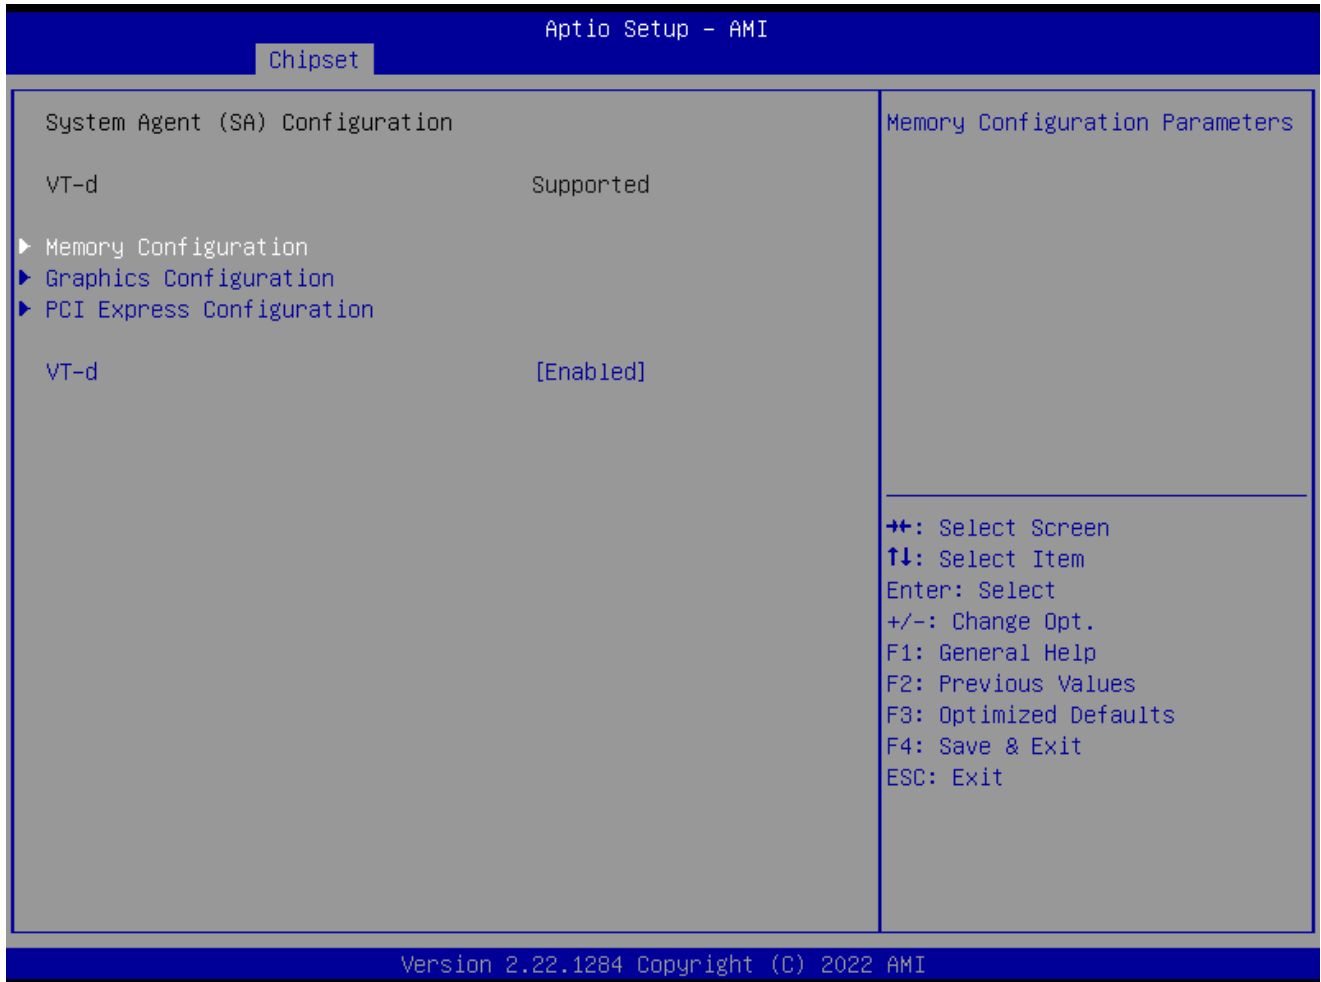 Aptio Setup – AMI
Chipset
System Agent (SA) Configuration
VT-d Supported
▶ Memory Configuration
▶ Graphics Configuration
▶ PCI Express Configuration
VT-d [Enabled]
Memory Configuration Parameters
→←: Select Screen
↑↓: Select Item
Enter: Select
+/-: Change Opt.
F1: General Help
F2: Previous Values
F3: Optimized Defaults
F4: Save & Exit
ESC: Exit
Version 2.22.1284 Copyright (C) 2022 AMI